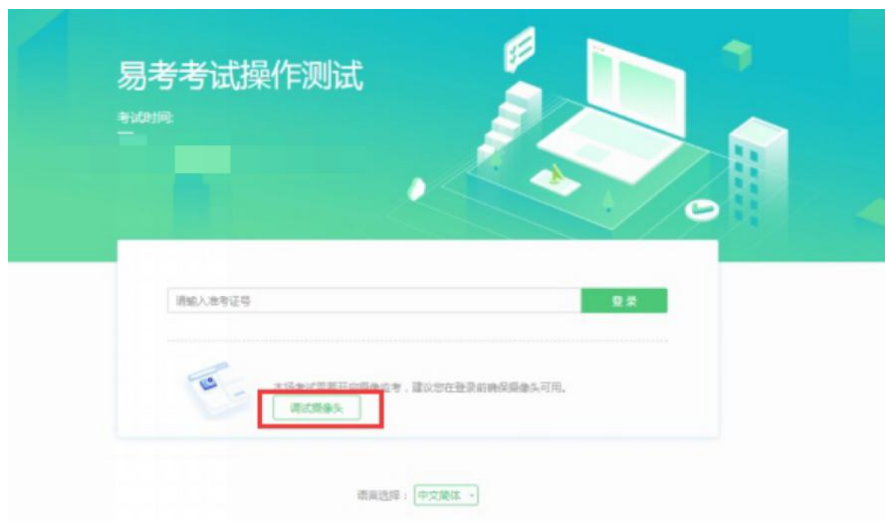 易考考试操作测试
考试时间:
请输入准考证号
登录
本场考试需要开启摄像监考，建议您在登录前确保摄像头可用。
调试摄像头
语言选择： 中文简体